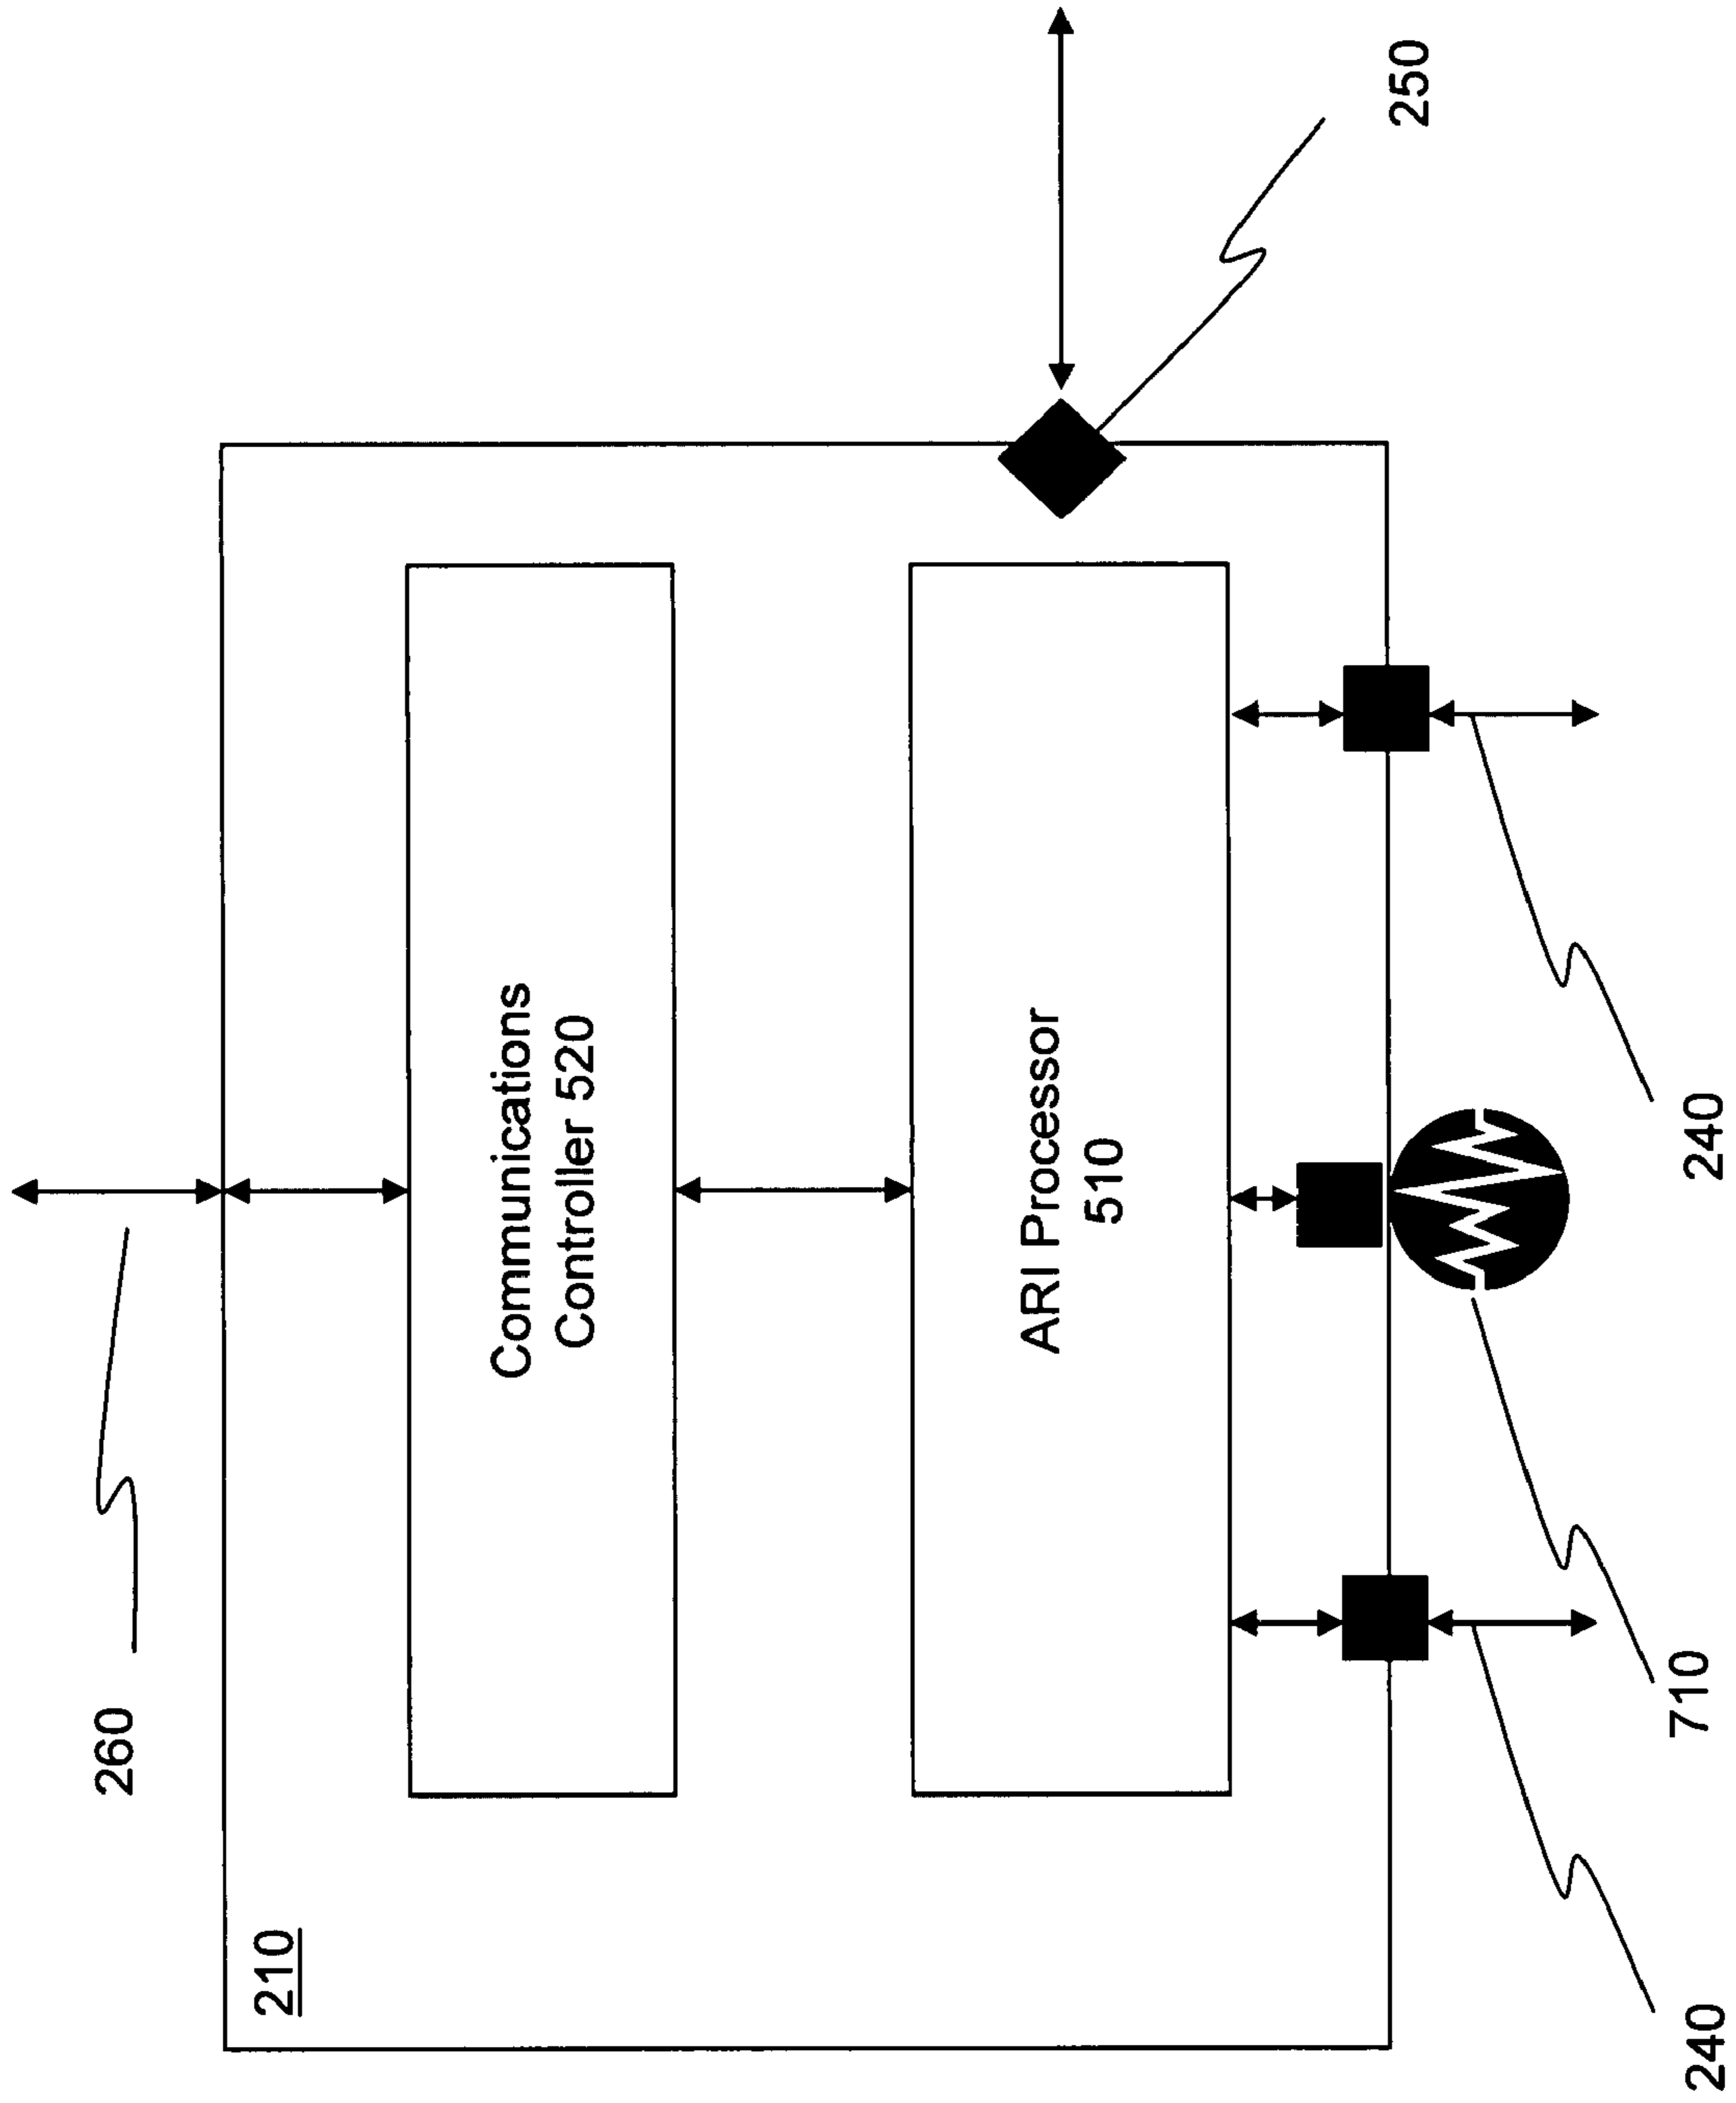 260
210
Communications
Controller 520
ARI Processor
510
250
240
710
240